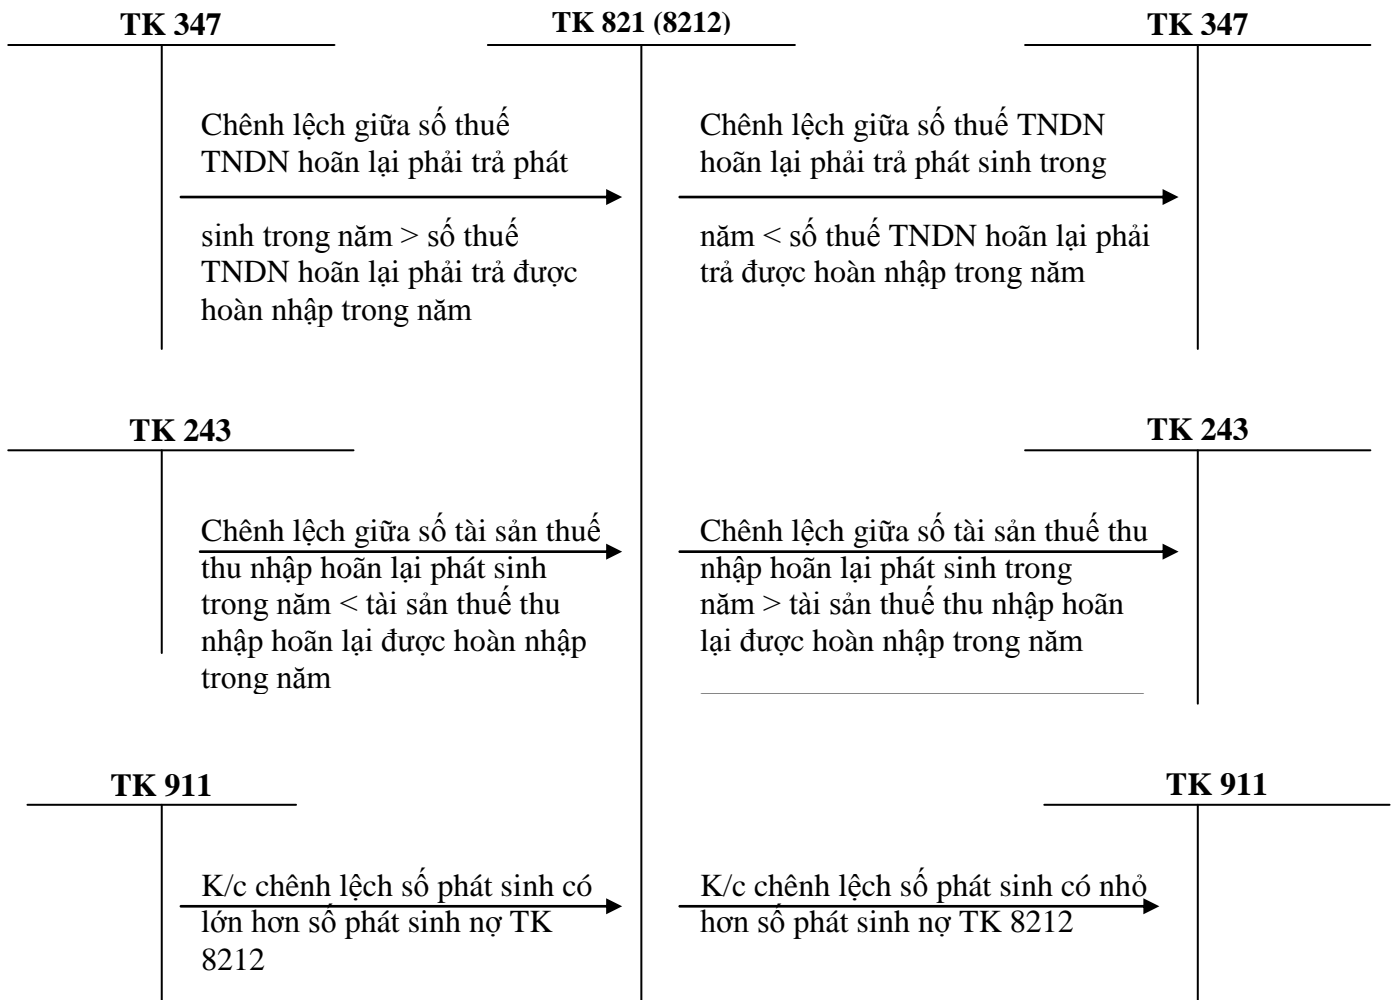 TK 347
TK 821 (8212)
TK 347
Chênh lệch giữa số thuế
TNDN hoãn lại phải trả phát
sinh trong năm > số thuế
TNDN hoãn lại phải trả được
hoàn nhập trong năm
Chênh lệch giữa số thuế TNDN
hoãn lại phải trả phát sinh trong
năm < số thuế TNDN hoãn lại phải
trả được hoàn nhập trong năm
TK 243
TK 243
Chênh lệch giữa số tài sản thuế
thu nhập hoãn lại phát sinh
trong năm < tài sản thuế thu
nhập hoãn lại được hoàn nhập
trong năm
Chênh lệch giữa số tài sản thuế thu
nhập hoãn lại phát sinh trong
năm > tài sản thuế thu nhập hoãn
lại được hoàn nhập trong năm
TK 911
TK 911
K/c chênh lệch số phát sinh có
lớn hơn số phát sinh nợ TK
8212
K/c chênh lệch số phát sinh có nhỏ
hơn số phát sinh nợ TK 8212